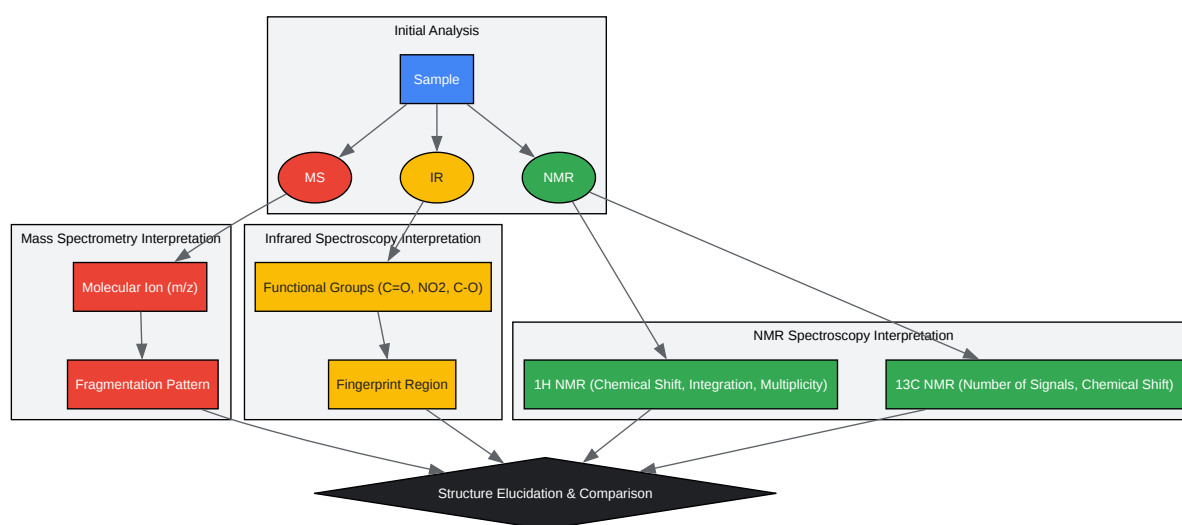 Initial Analysis
Sample
MS
IR
NMR
Mass Spectrometry Interpretation
Infrared Spectroscopy Interpretation
Molecular Ion (m/z)
Functional Groups (C=O, NO2, C-O)
NMR Spectroscopy Interpretation
Fragmentation Pattern
Fingerprint Region
1H NMR (Chemical Shift, Integration, Multiplicity)
13C NMR (Number of Signals, Chemical Shift)
Structure Elucidation & Comparison